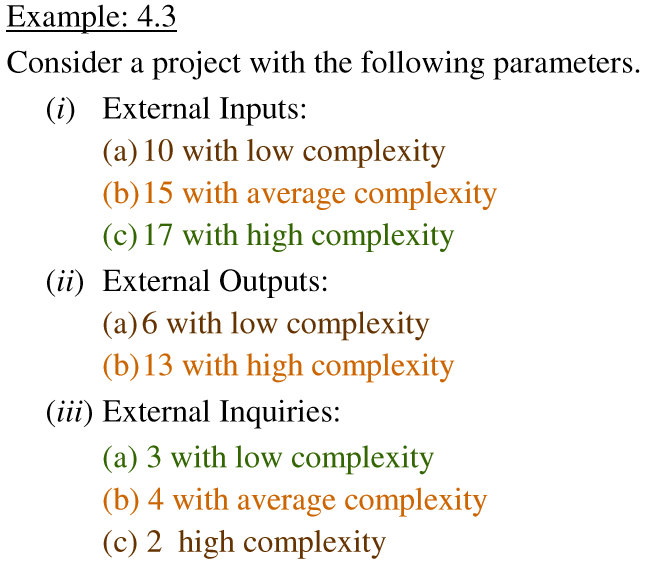 Example: 4.3
Consider a project with the following parameters.
(i) External Inputs:
(a) 10 with low complexity
(b) 15 with average complexity
(c) 17 with high complexity
(ii) External Outputs:
(a) 6 with low complexity
(b) 13 with high complexity
(iii) External Inquiries:
(a) 3 with low complexity
(b) 4 with average complexity
(c) 2 high complexity